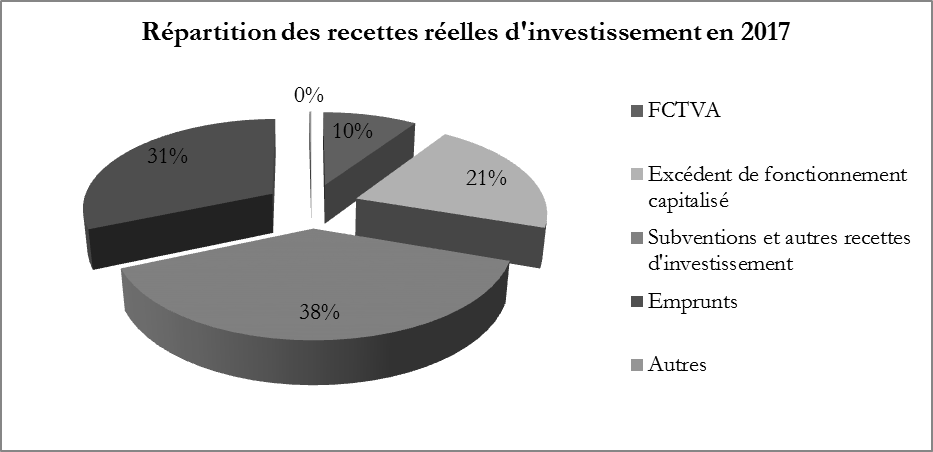 Répartition des recettes réelles d'investissement en 2017
0%
10%
21%
31%
38%
FCTVA
Excédent de fonctionnement
capitalisé
Subventions et autres recettes
d'investissement
Emprunts
Autres